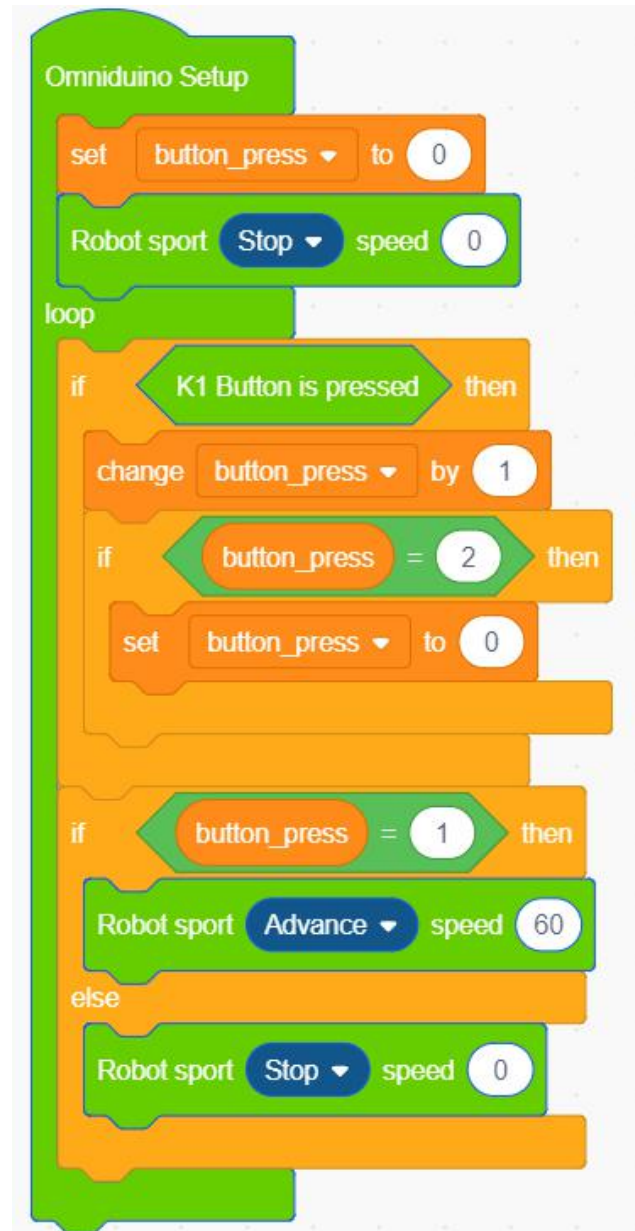 Omniduino Setup
set button_press to 0
Robot sport Stop speed 0
loop
if K1 Button is pressed then
change button_press by 1
if button_press = 2 then
set button_press to 0
if button_press = 1 then
Robot sport Advance speed 60
else
Robot sport Stop speed 0